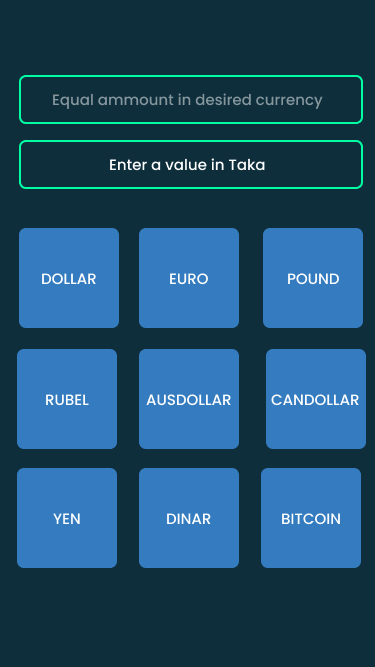 Equal ammount in desired currency
Enter a value in Taka
DOLLAR
EURO
POUND
RUBEL
AUSDOLLAR
CANDOLLAR
YEN
DINAR
BITCOIN